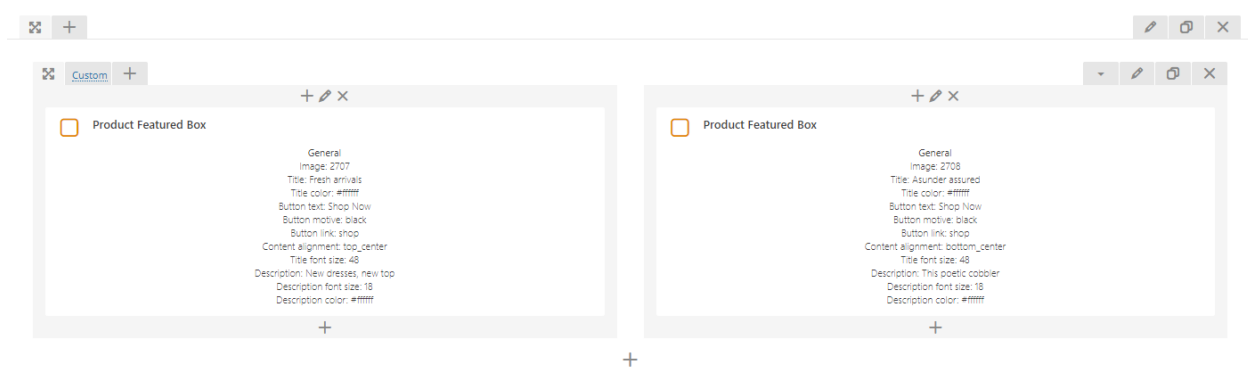 Custom
Product Featured Box
General
Image: 2707
Title: Fresh arrivals
Title color: #ffffff
Button text: Shop Now
Button motive: black
Button link: shop
Content alignment: top_center
Title font size: 48
Description: New dresses, new top
Description font size: 18
Description color: #ffffff
Product Featured Box
General
Image: 2708
Title: Asunder assured
Title color: #ffffff
Button text: Shop Now
Button motive: black
Button link: shop
Content alignment: bottom_center
Title font size: 48
Description: This poetic cobbler
Description font size: 18
Description color: #ffffff